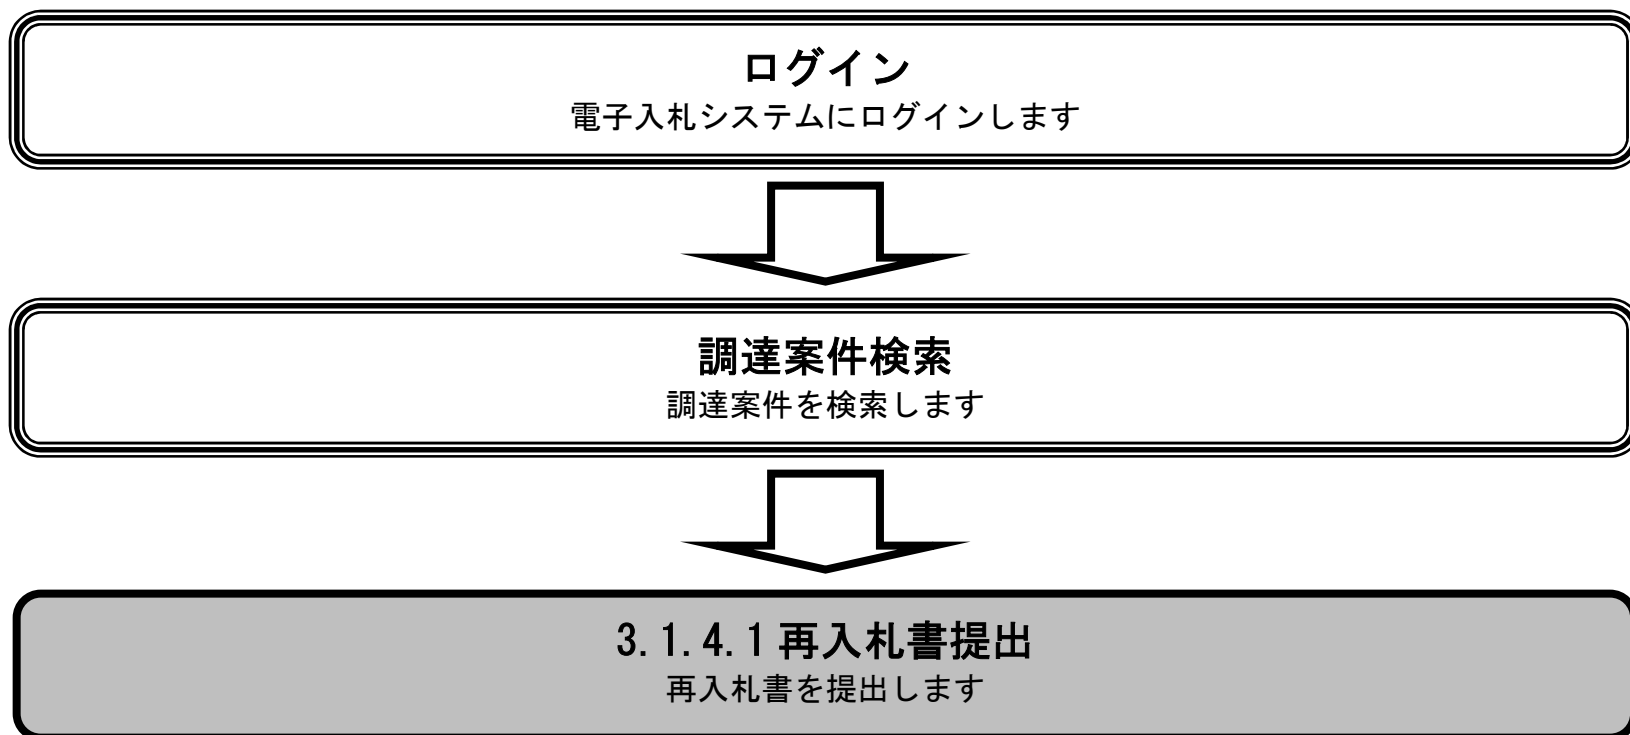 ログイン
電子入札システムにログインします
調達案件検索
調達案件を検索します
3.1.4.1 再入札書提出
再入札書を提出します